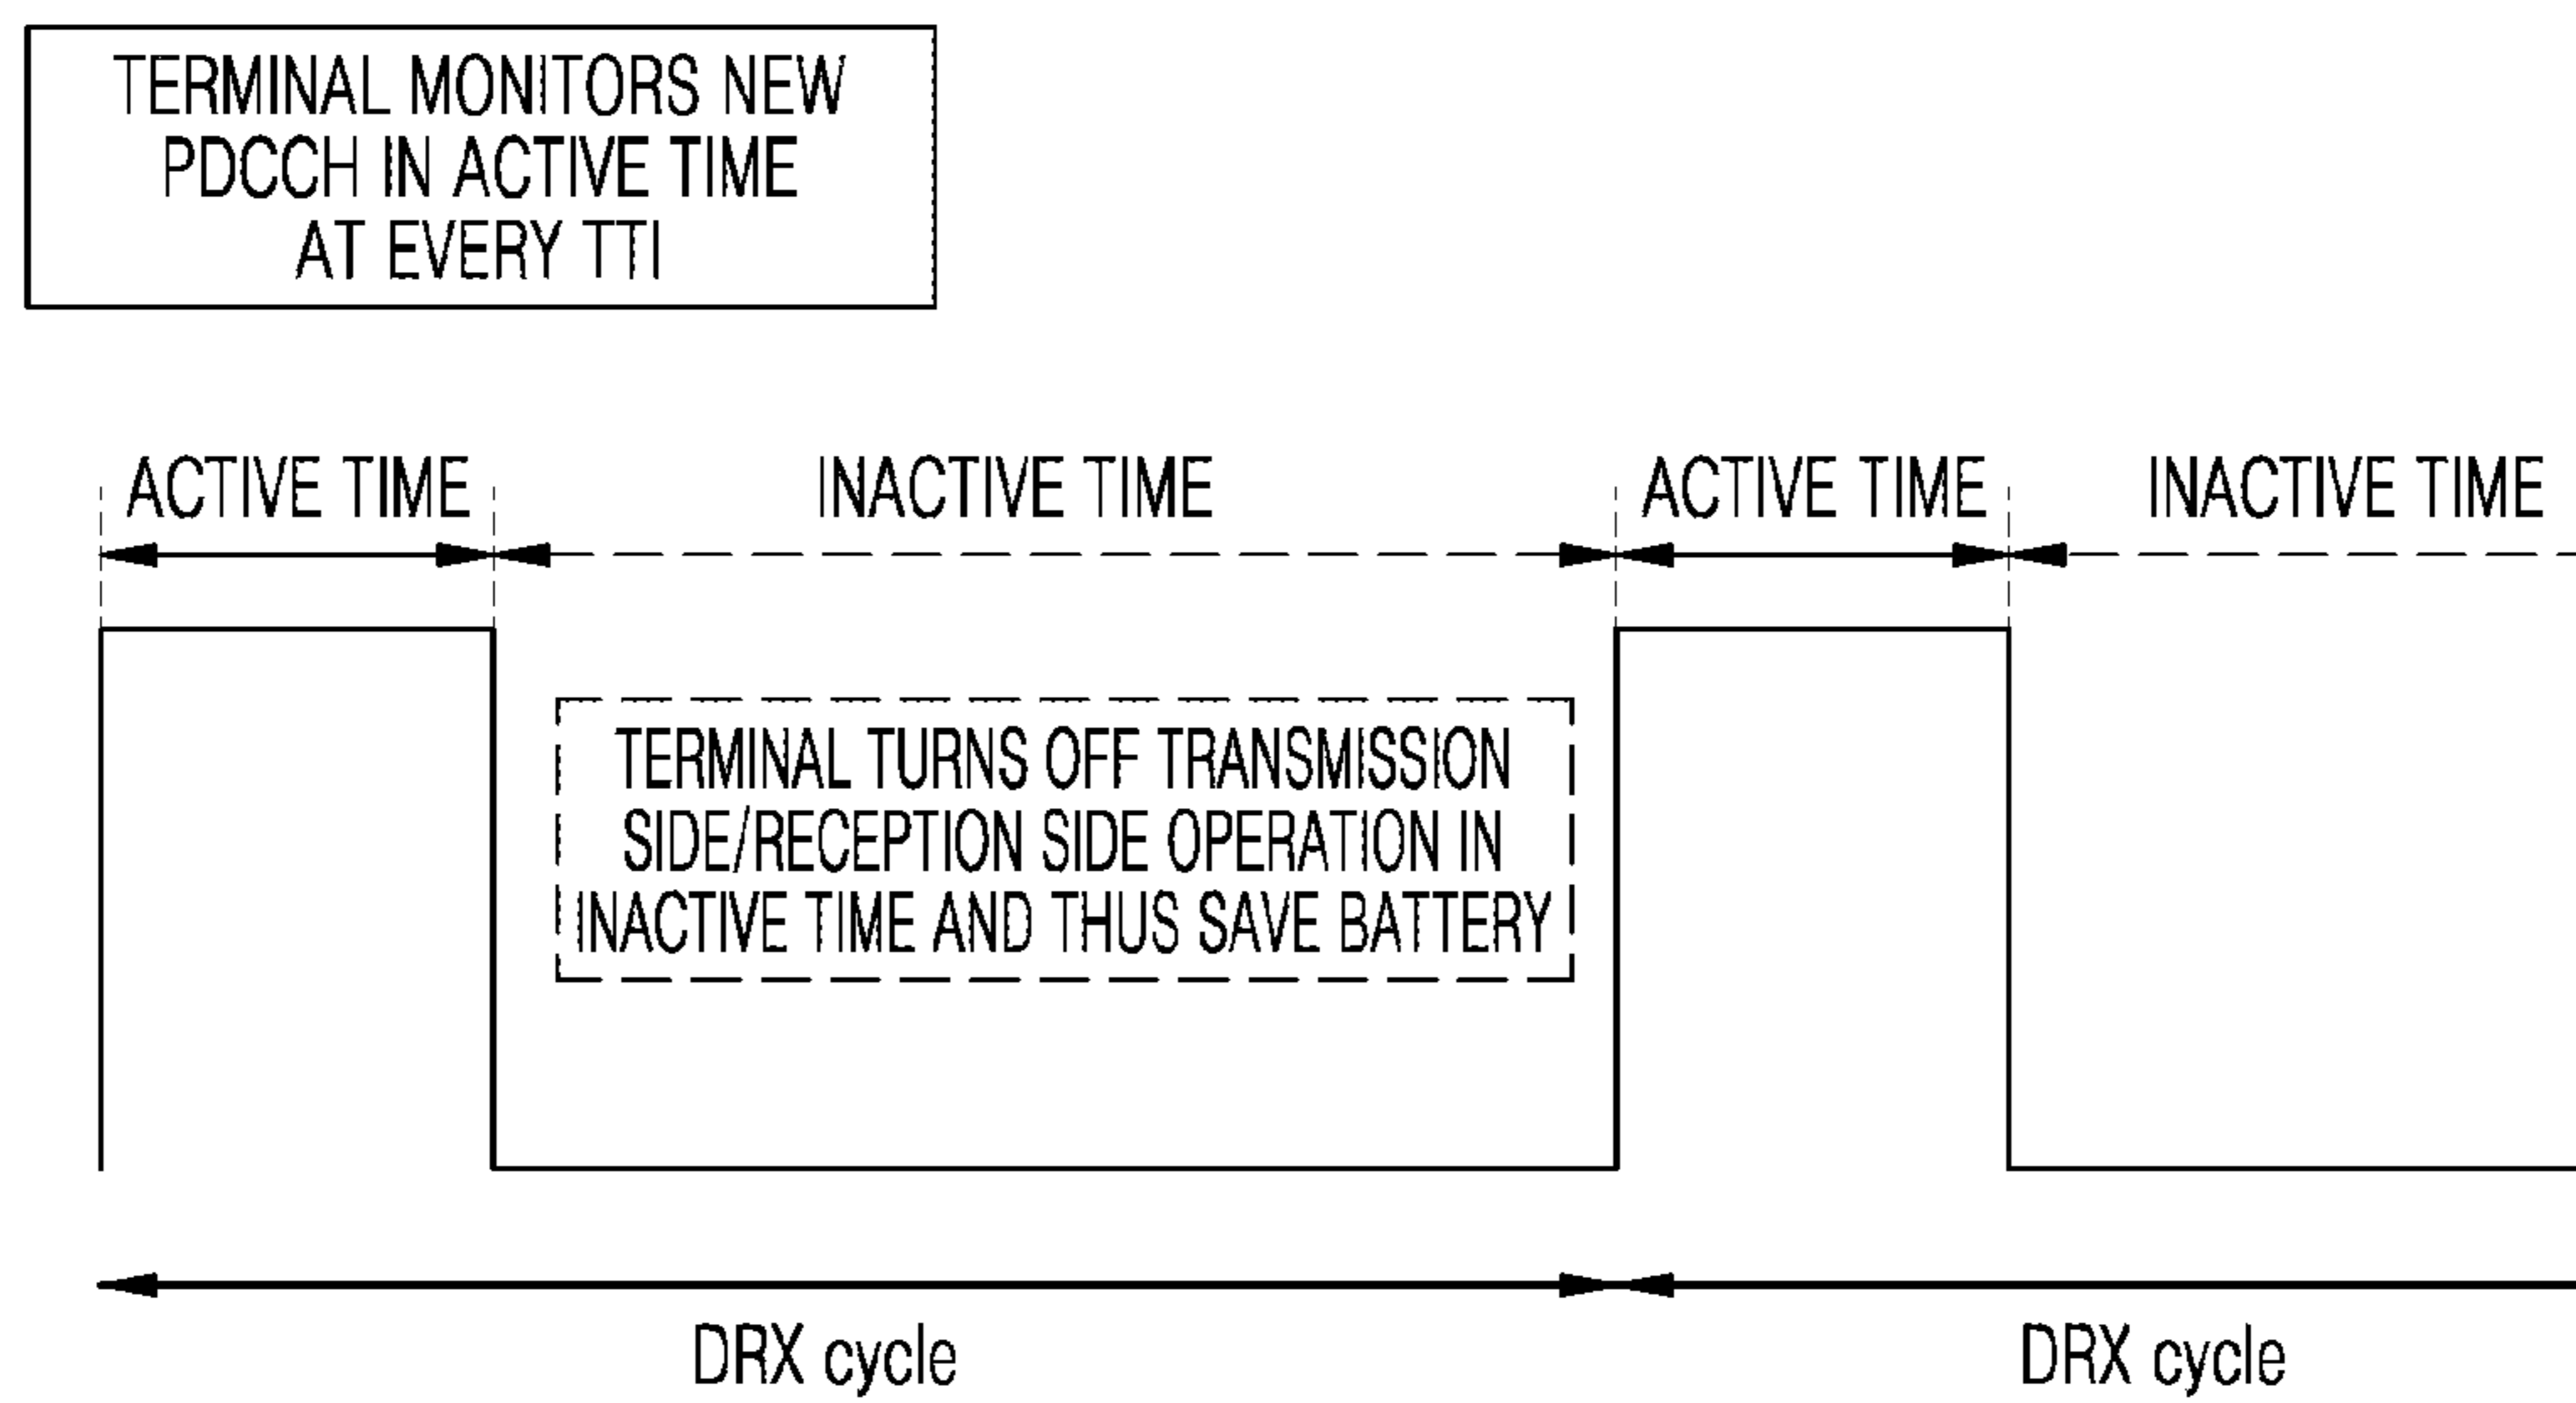 TERMINAL MONITORS NEW
PDCCH IN ACTIVE TIME
AT EVERY TTI
ACTIVE TIME
INACTIVE TIME
ACTIVE TIME
INACTIVE TIME
TERMINAL TURNS OFF TRANSMISSION
SIDE/RECEPTION SIDE OPERATION IN
INACTIVE TIME AND THUS SAVE BATTERY
DRX cycle
DRX cycle